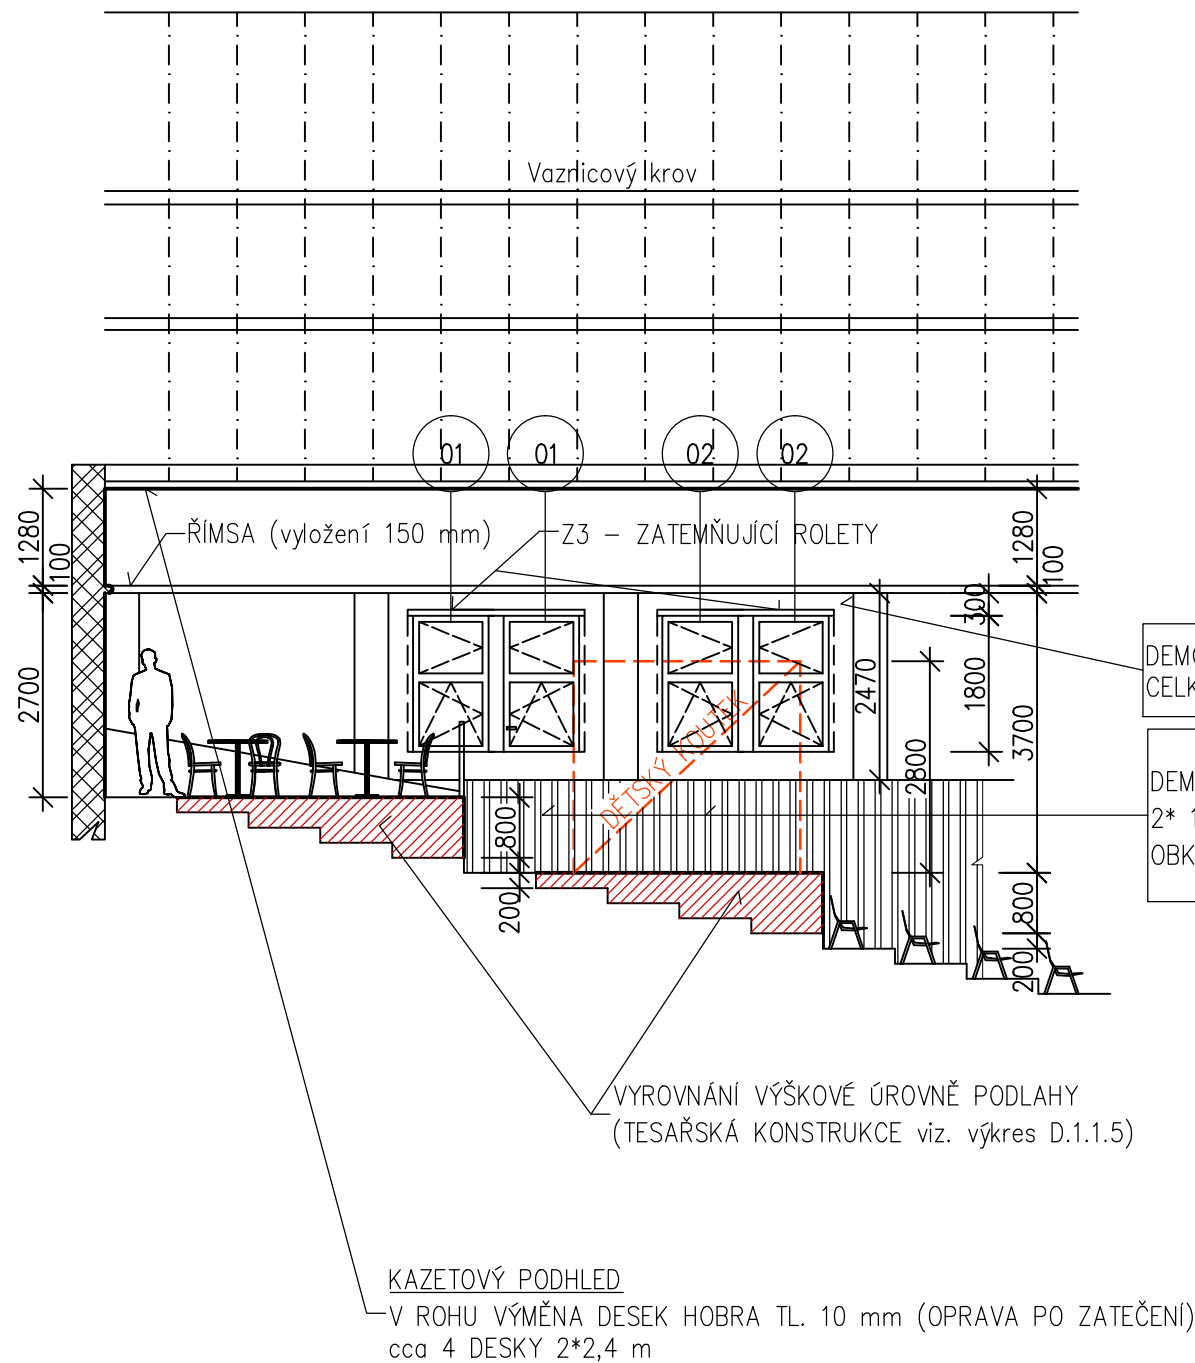 Vaznicový krov
01 01 02 02
ŘÍMSA (vyložení 150 mm)
Z3 – ZATEMŇUJÍCÍ ROLETY
1280
100
2700
1280
100
300
1800
2470
2800
3700
DEMO
CELK
DEM
2* 1
OBK
DĚTSKÝ KOUTEK
800
200
800
200
VYROVNÁNÍ VÝŠKOVÉ ÚROVNĚ PODLAHY
(TESAŘSKÁ KONSTRUKCE viz. výkres D.1.1.5)
KAZETOVÝ PODHLED
V ROHU VÝMĚNA DESEK HOBRA TL. 10 mm (OPRAVA PO ZATEČENÍ)
cca 4 DESKY 2*2,4 m